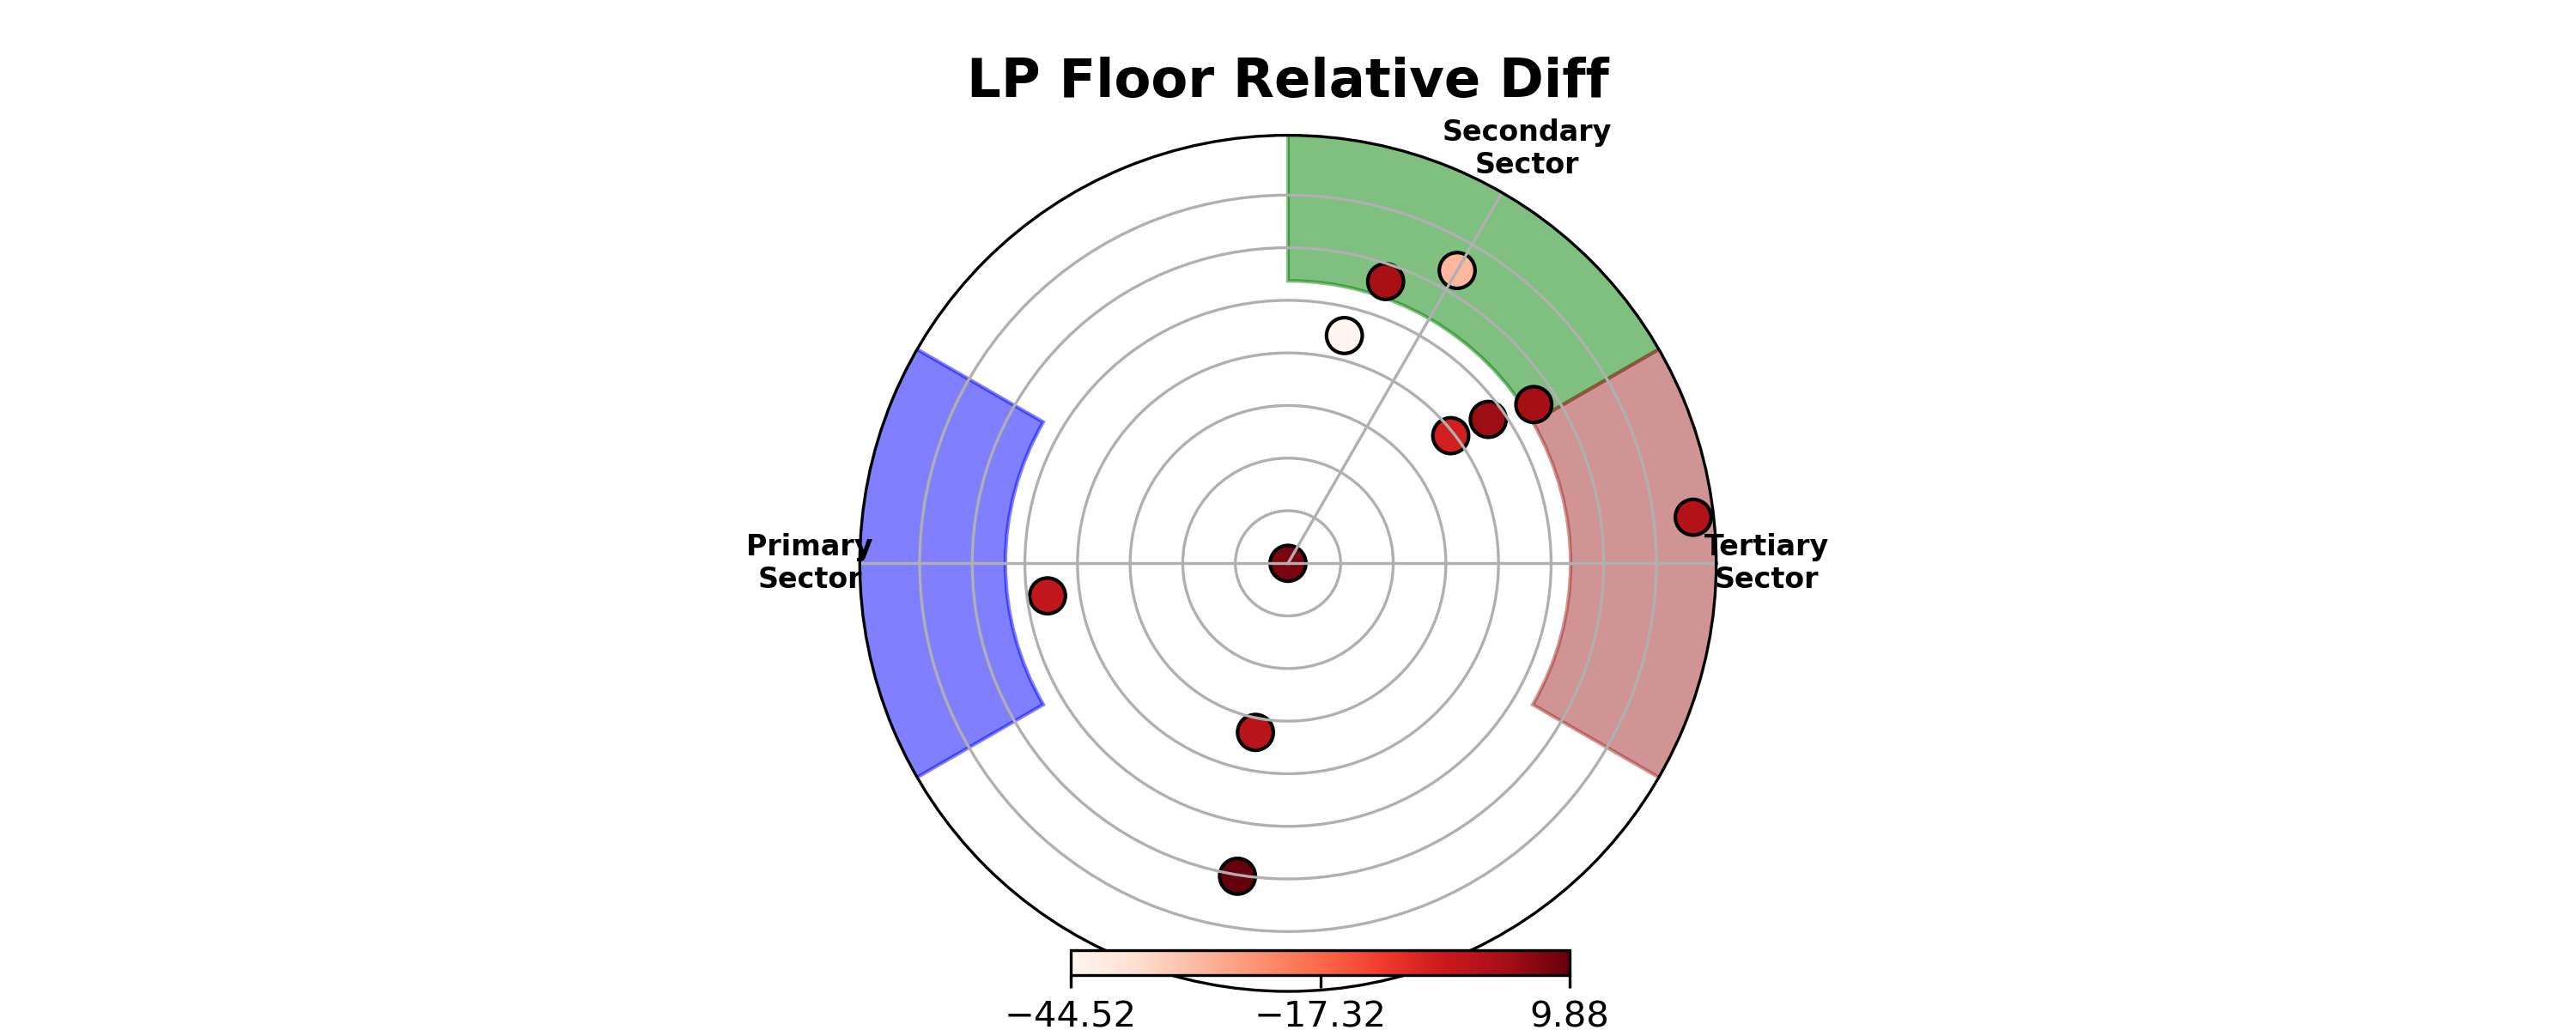 LP Floor Relative Diff
Secondary
Sector
Primary
Sector
Tertiary
Sector
−44.52
−17.32
9.88